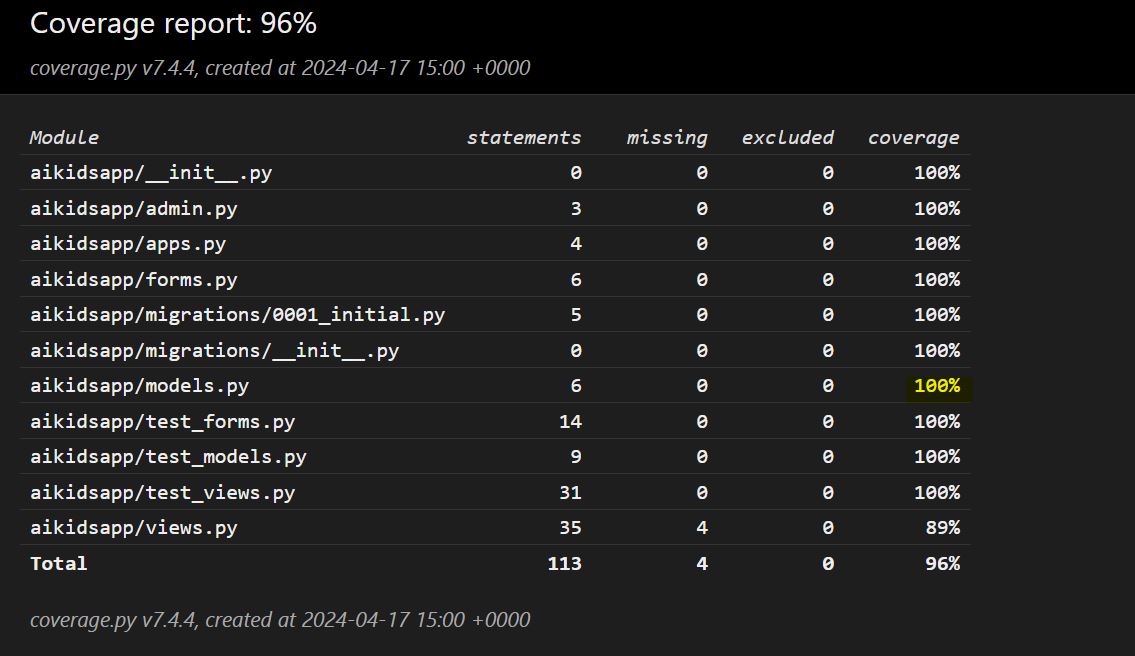 Coverage report: 96%
coverage.py v7.4.4, created at 2024-04-17 15:00 +0000
Module statements missing excluded coverage
aikidsapp/__init__.py 0 0 0 100%
aikidsapp/admin.py 3 0 0 100%
aikidsapp/apps.py 4 0 0 100%
aikidsapp/forms.py 6 0 0 100%
aikidsapp/migrations/0001_initial.py 5 0 0 100%
aikidsapp/migrations/__init__.py 0 0 0 100%
aikidsapp/models.py 6 0 0 100%
aikidsapp/test_forms.py 14 0 0 100%
aikidsapp/test_models.py 9 0 0 100%
aikidsapp/test_views.py 31 0 0 100%
aikidsapp/views.py 35 4 0 89%
Total 113 4 0 96%
coverage.py v7.4.4, created at 2024-04-17 15:00 +0000